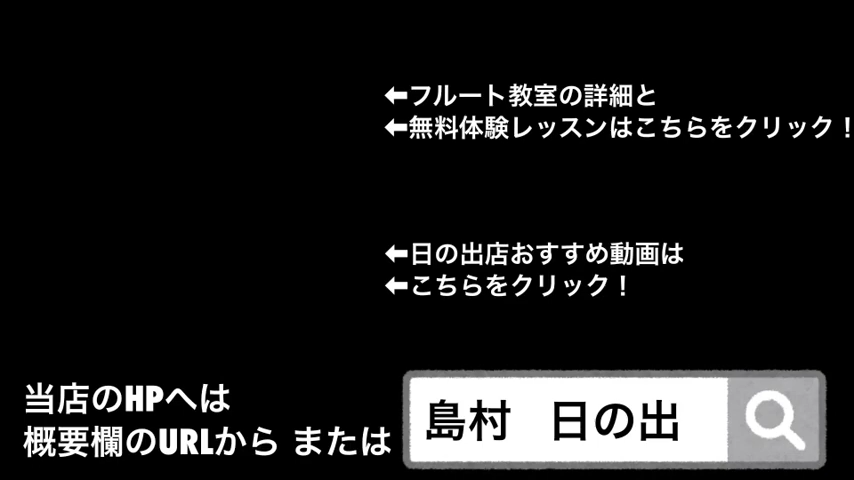 ⬅フルート教室の詳細と
⬅無料体験レッスンはこちらをクリック！
⬅日の出店おすすめ動画は
⬅こちらをクリック！
当店のHPへは
概要欄のURLから または
島村 日の出